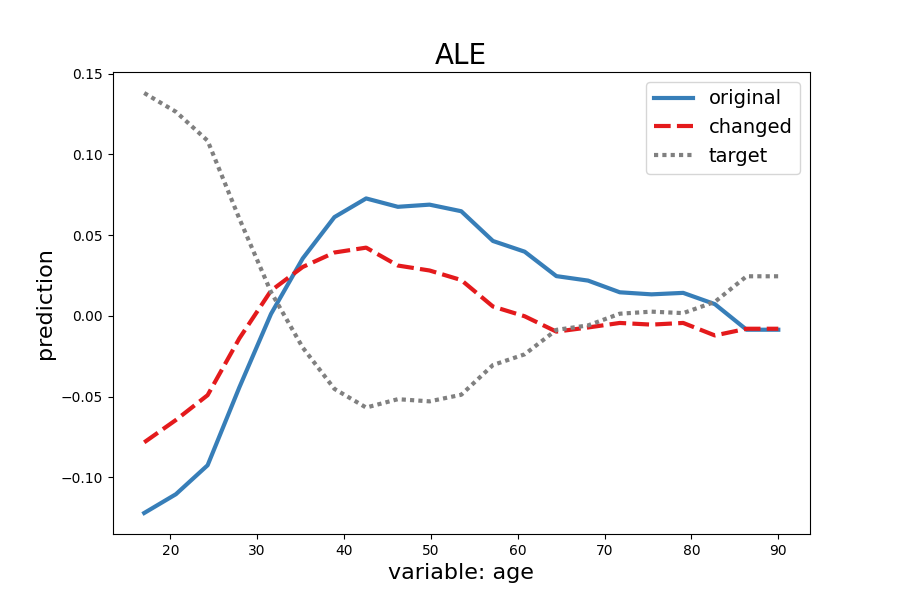 ALE
original
changed
target
0.15
0.10
0.05
0.00
−0.05
−0.10
prediction
20 30 40 50 60 70 80 90
variable: age